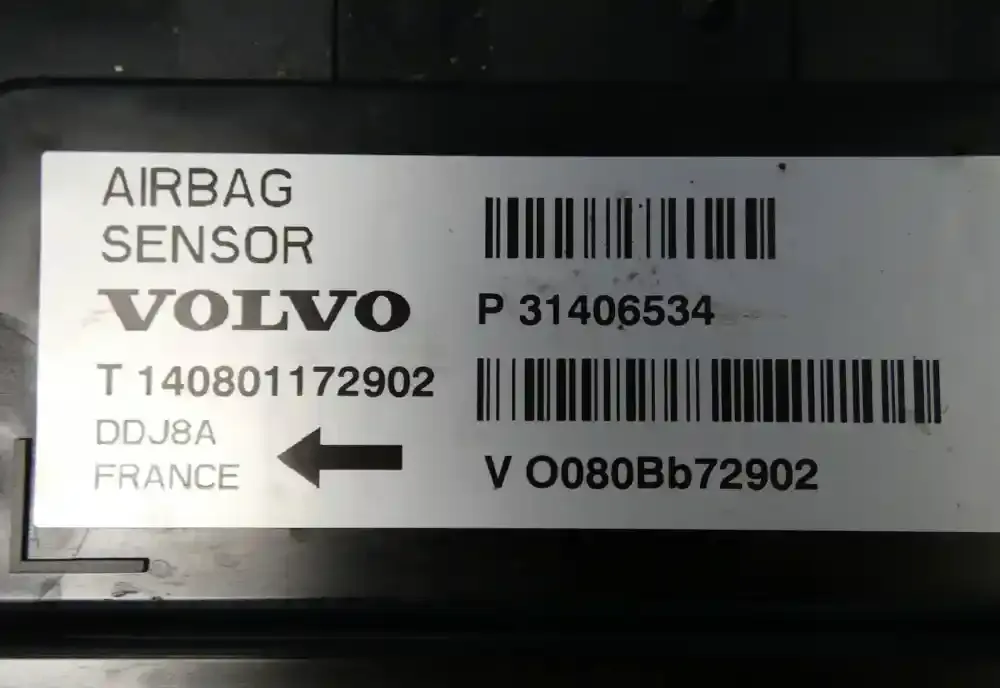 AIRBAG
SENSOR
VOLVO
T 140801172902
DDJ8A
FRANCE
P 31406534
V O080Bb72902